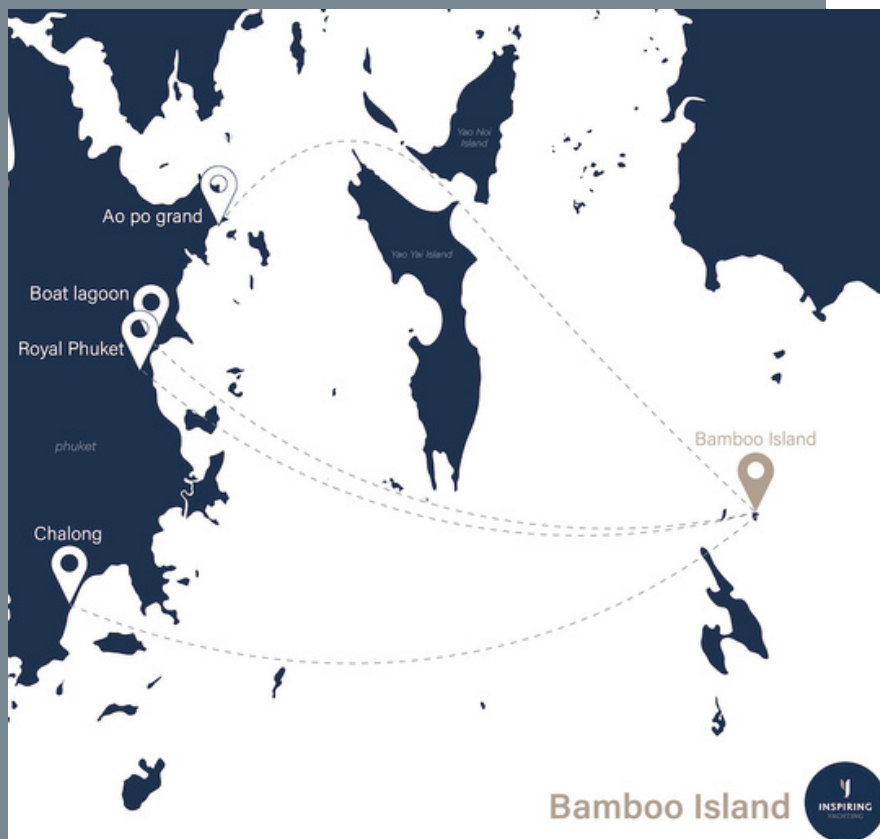 Yao Noi
Island
Ao po grand
Yao Yai Island
Boat lagoon
Royal Phuket
Bamboo Island
phuket
Chalong
Bamboo Island
INSPIRING
YACHTING